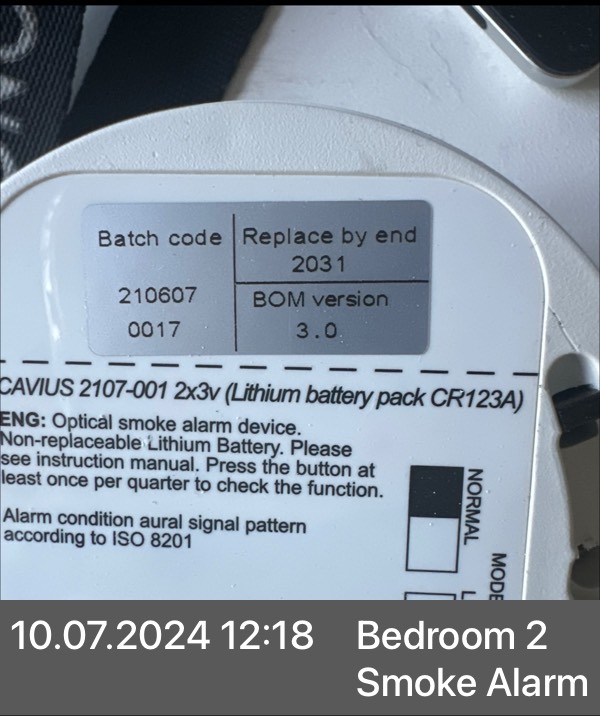 Batch code
210607
0017
Replace by end
2031
BOM version
3.0
CAVIUS 2107-001 2x3v (Lithium battery pack CR123A)
ENG: Optical smoke alarm device.
Non-replaceable Lithium Battery. Please
see instruction manual. Press the button at
least once per quarter to check the function.
Alarm condition aural signal pattern
according to ISO 8201
NORMAL
MODE
10.07.2024 12:18
Bedroom 2
Smoke Alarm